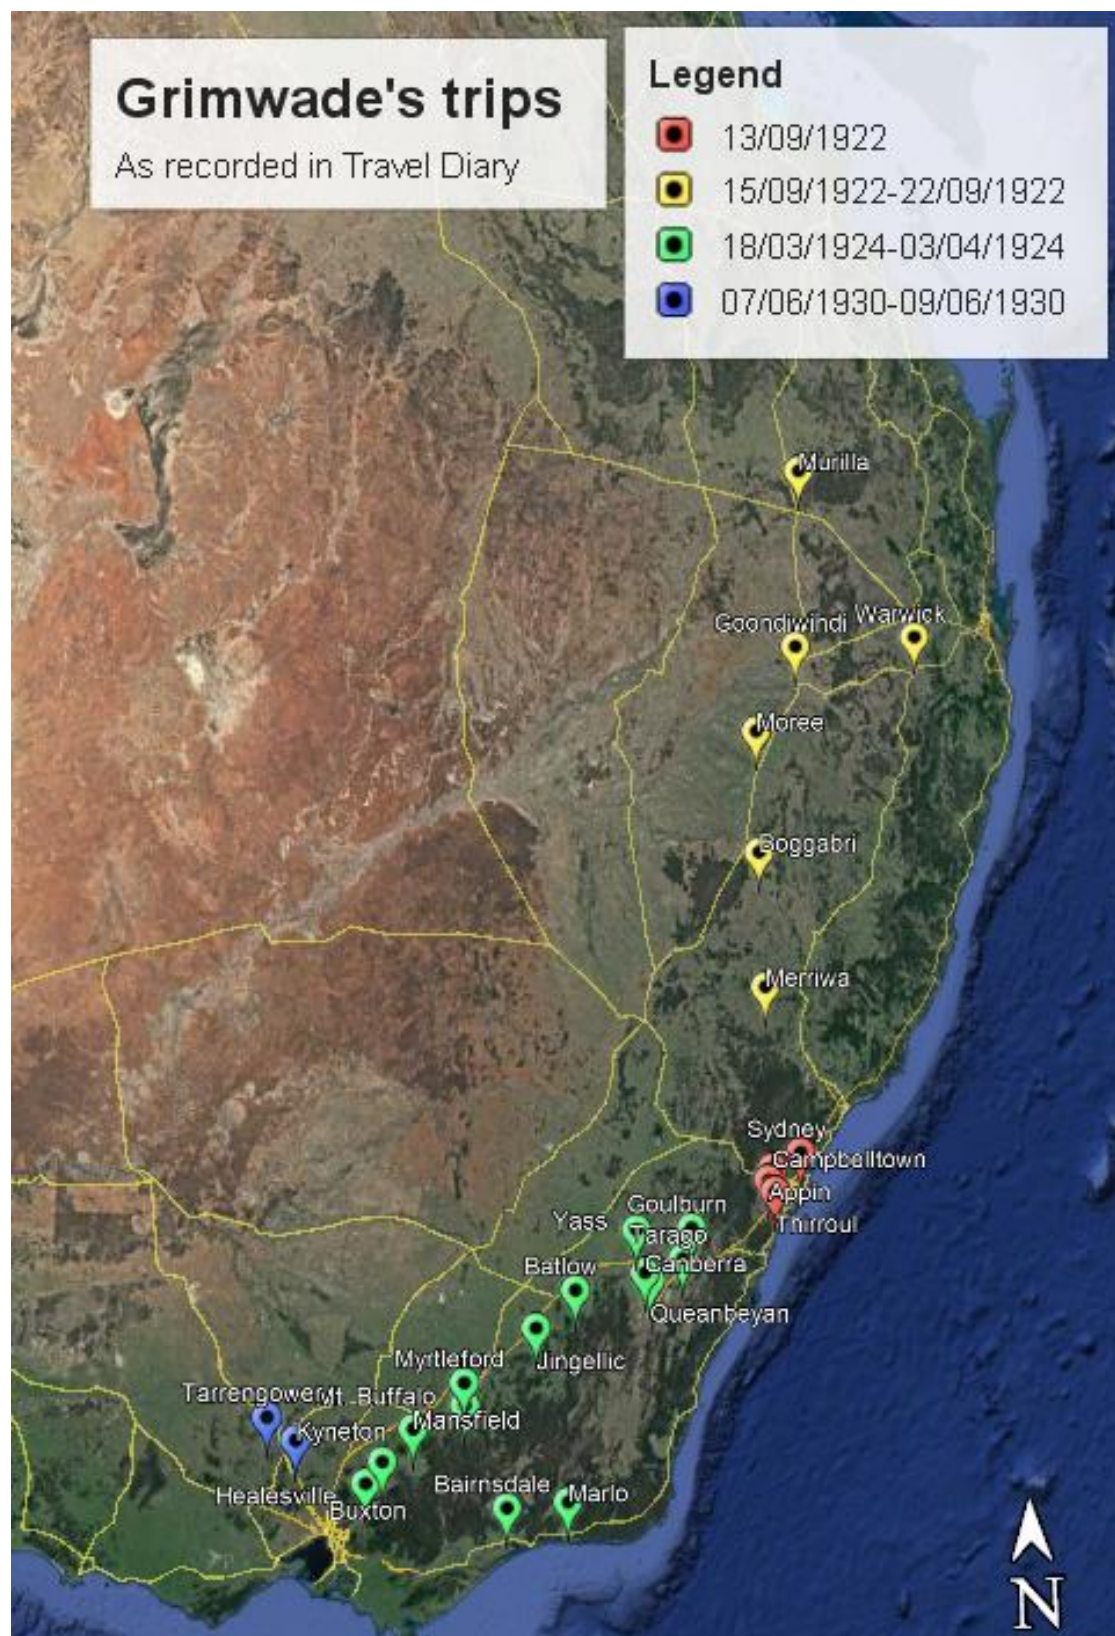 Grimwade's trips
As recorded in Travel Diary
Legend
13/09/1922
15/09/1922-22/09/1922
18/03/1924-03/04/1924
07/06/1930-09/06/1930
Murilla
Goondiwindi
Warwick
Moree
Boggabri
Merriwa
Sydney
Campbelltown
Appin
Thirroul
Goulburn
Yass
Tarago
Batlow
Canberra
Queanbeyan
Jingellic
Myrtleford
Tarrengower
Mt. Buffalo
Mansfield
Kyneton
Bairnsdale
Marlo
Healesville
Buxton
N